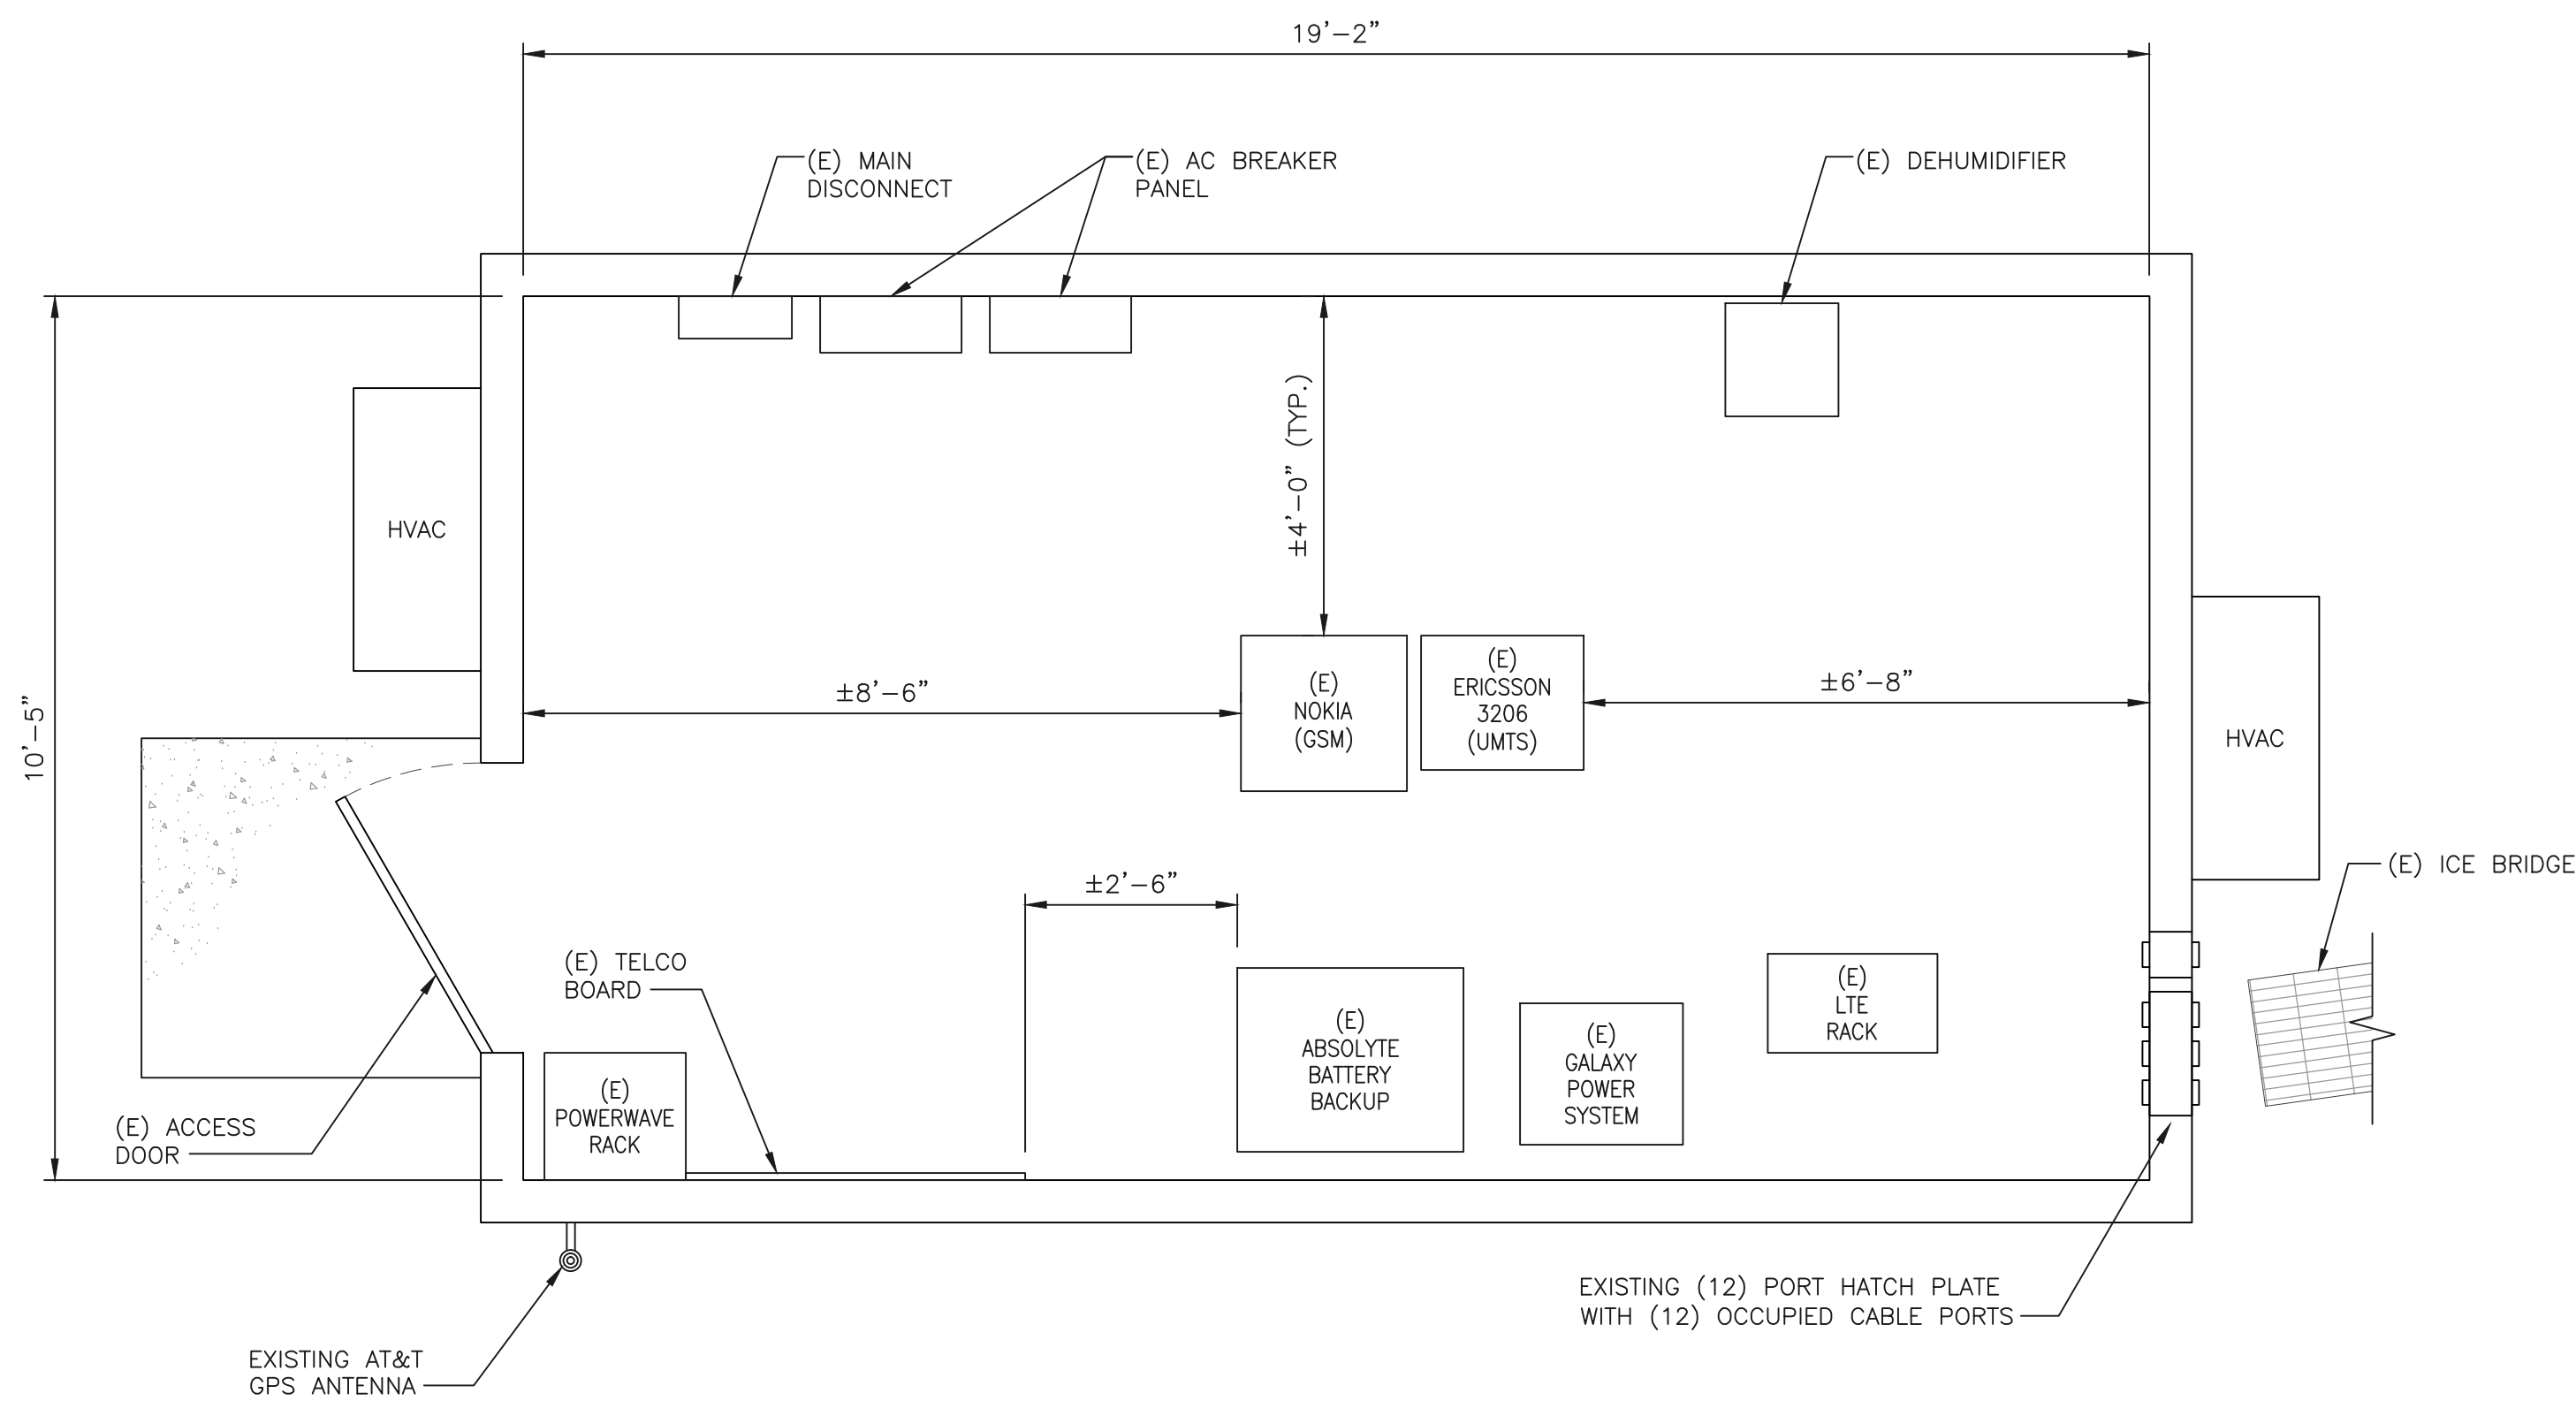 19'-2"
(E) MAIN
DISCONNECT
(E) AC BREAKER
PANEL
(E) DEHUMIDIFIER
±4'-0" (TYP.)
HVAC
10'-5"
±8'-6"
(E)
NOKIA
(GSM)
(E)
ERICSSON
3206
(UMTS)
±6'-8"
HVAC
(E) ICE BRIDGE
±2'-6"
(E) TELCO
BOARD
(E)
ABSOLYTE
BATTERY
BACKUP
(E)
GALAXY
POWER
SYSTEM
(E)
LTE
RACK
(E)
POWERWAVE
RACK
(E) ACCESS
DOOR
EXISTING (12) PORT HATCH PLATE
WITH (12) OCCUPIED CABLE PORTS
EXISTING AT&T
GPS ANTENNA